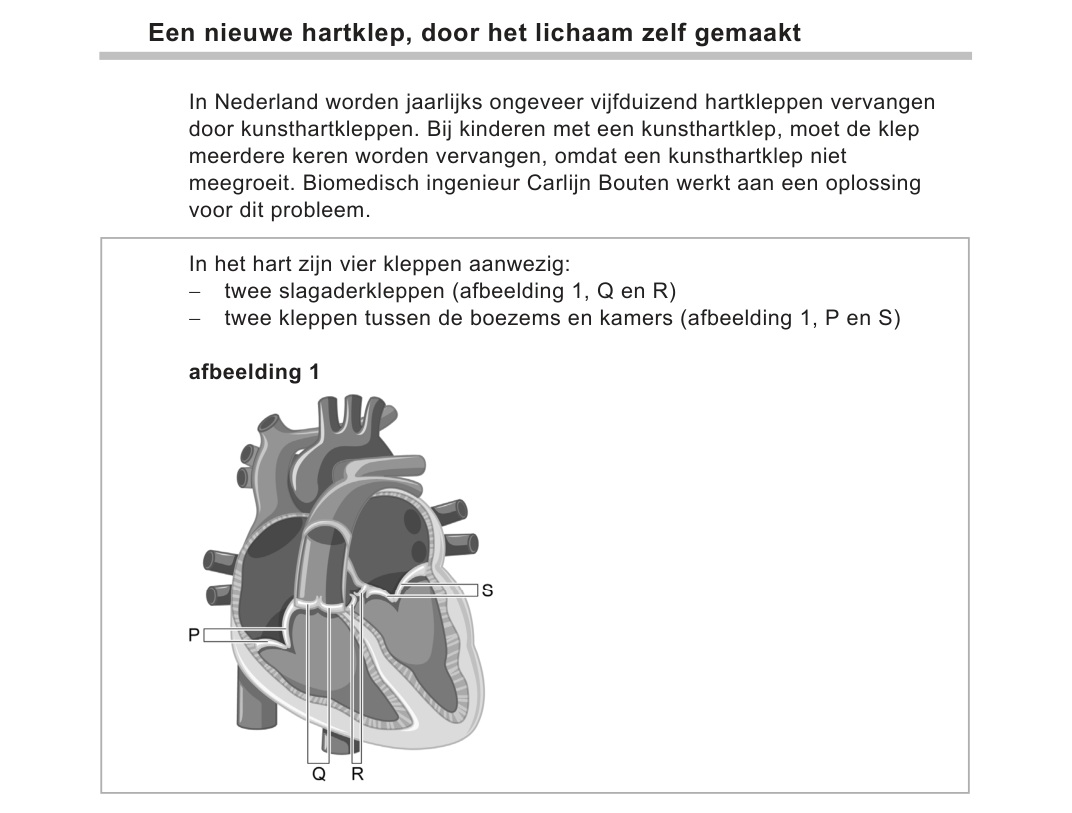 Een nieuwe hartklep, door het lichaam zelf gemaakt
In Nederland worden jaarlijks ongeveer vijfduizend hartkleppen vervangen
door kunsthartkleppen. Bij kinderen met een kunsthartklep, moet de klep
meerdere keren worden vervangen, omdat een kunsthartklep niet
meegroeit. Biomedisch ingenieur Carlijn Bouten werkt aan een oplossing
voor dit probleem.
In het hart zijn vier kleppen aanwezig:
– twee slagaderkleppen (afbeelding 1, Q en R)
– twee kleppen tussen de boezems en kamers (afbeelding 1, P en S)
afbeelding 1
S
P
Q R